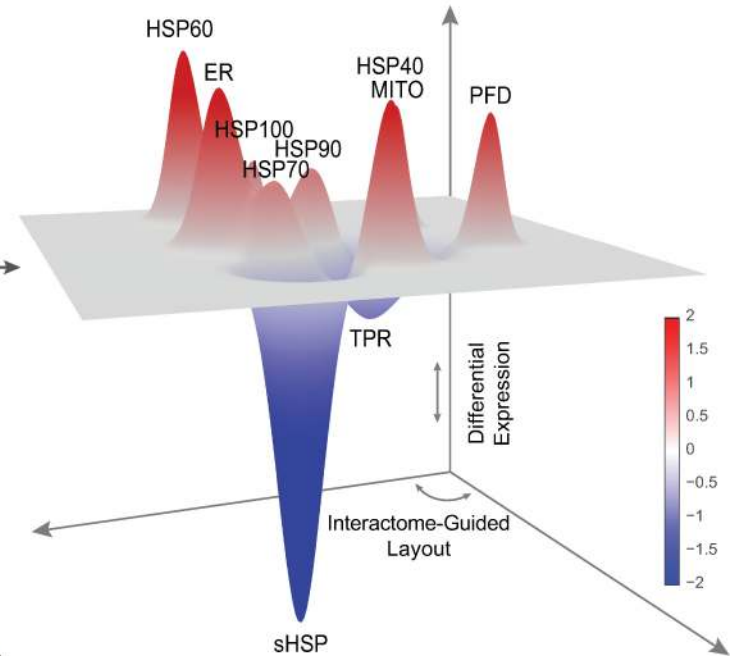 HSP60
ER
HSP40
MITO
PFD
HSP100
HSP90
HSP70
TPR
Differential
Expression
2
1.5
1
0.5
0
−0.5
−1
−1.5
−2
Interactome-Guided
Layout
sHSP